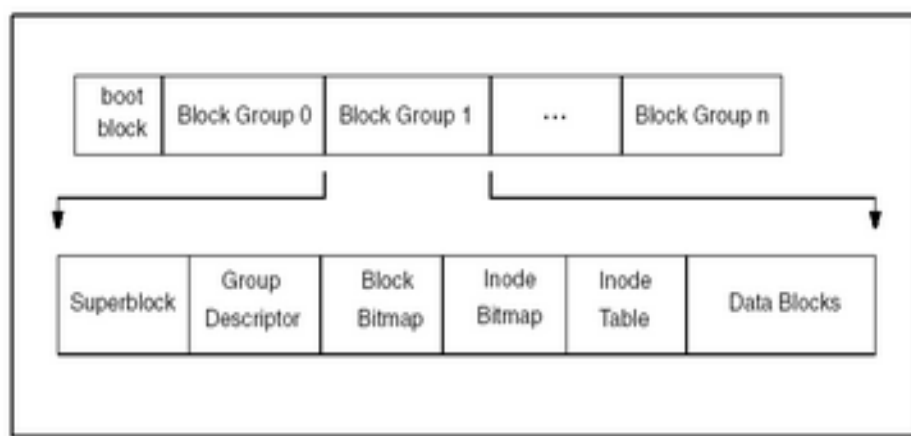 boot
block
Block Group 0
Block Group 1
...
Block Group n
Superblock
Group
Descriptor
Block
Bitmap
Inode
Bitmap
Inode
Table
Data Blocks